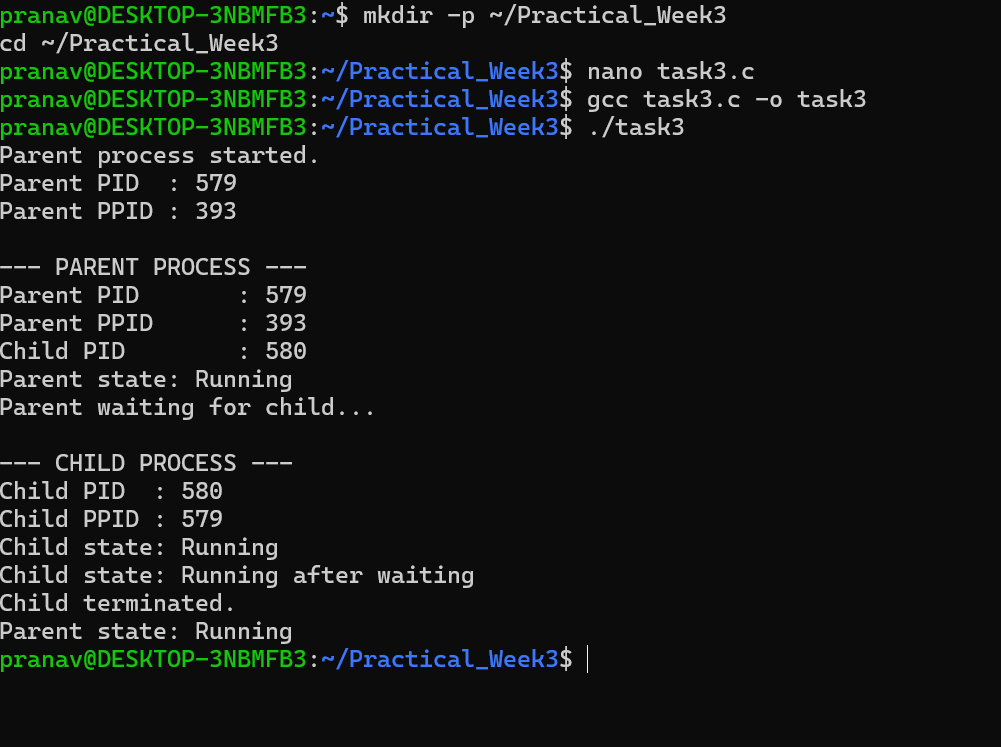 pranav@DESKTOP-3NBMFB3:~$ mkdir -p ~/Practical_Week3
cd ~/Practical_Week3
pranav@DESKTOP-3NBMFB3:~/Practical_Week3$ nano task3.c
pranav@DESKTOP-3NBMFB3:~/Practical_Week3$ gcc task3.c -o task3
pranav@DESKTOP-3NBMFB3:~/Practical_Week3$ ./task3
Parent process started.
Parent PID  : 579
Parent PPID : 393

--- PARENT PROCESS ---
Parent PID       : 579
Parent PPID      : 393
Child PID        : 580
Parent state: Running
Parent waiting for child...

--- CHILD PROCESS ---
Child PID  : 580
Child PPID : 579
Child state: Running
Child state: Running after waiting
Child terminated.
Parent state: Running
pranav@DESKTOP-3NBMFB3:~/Practical_Week3$